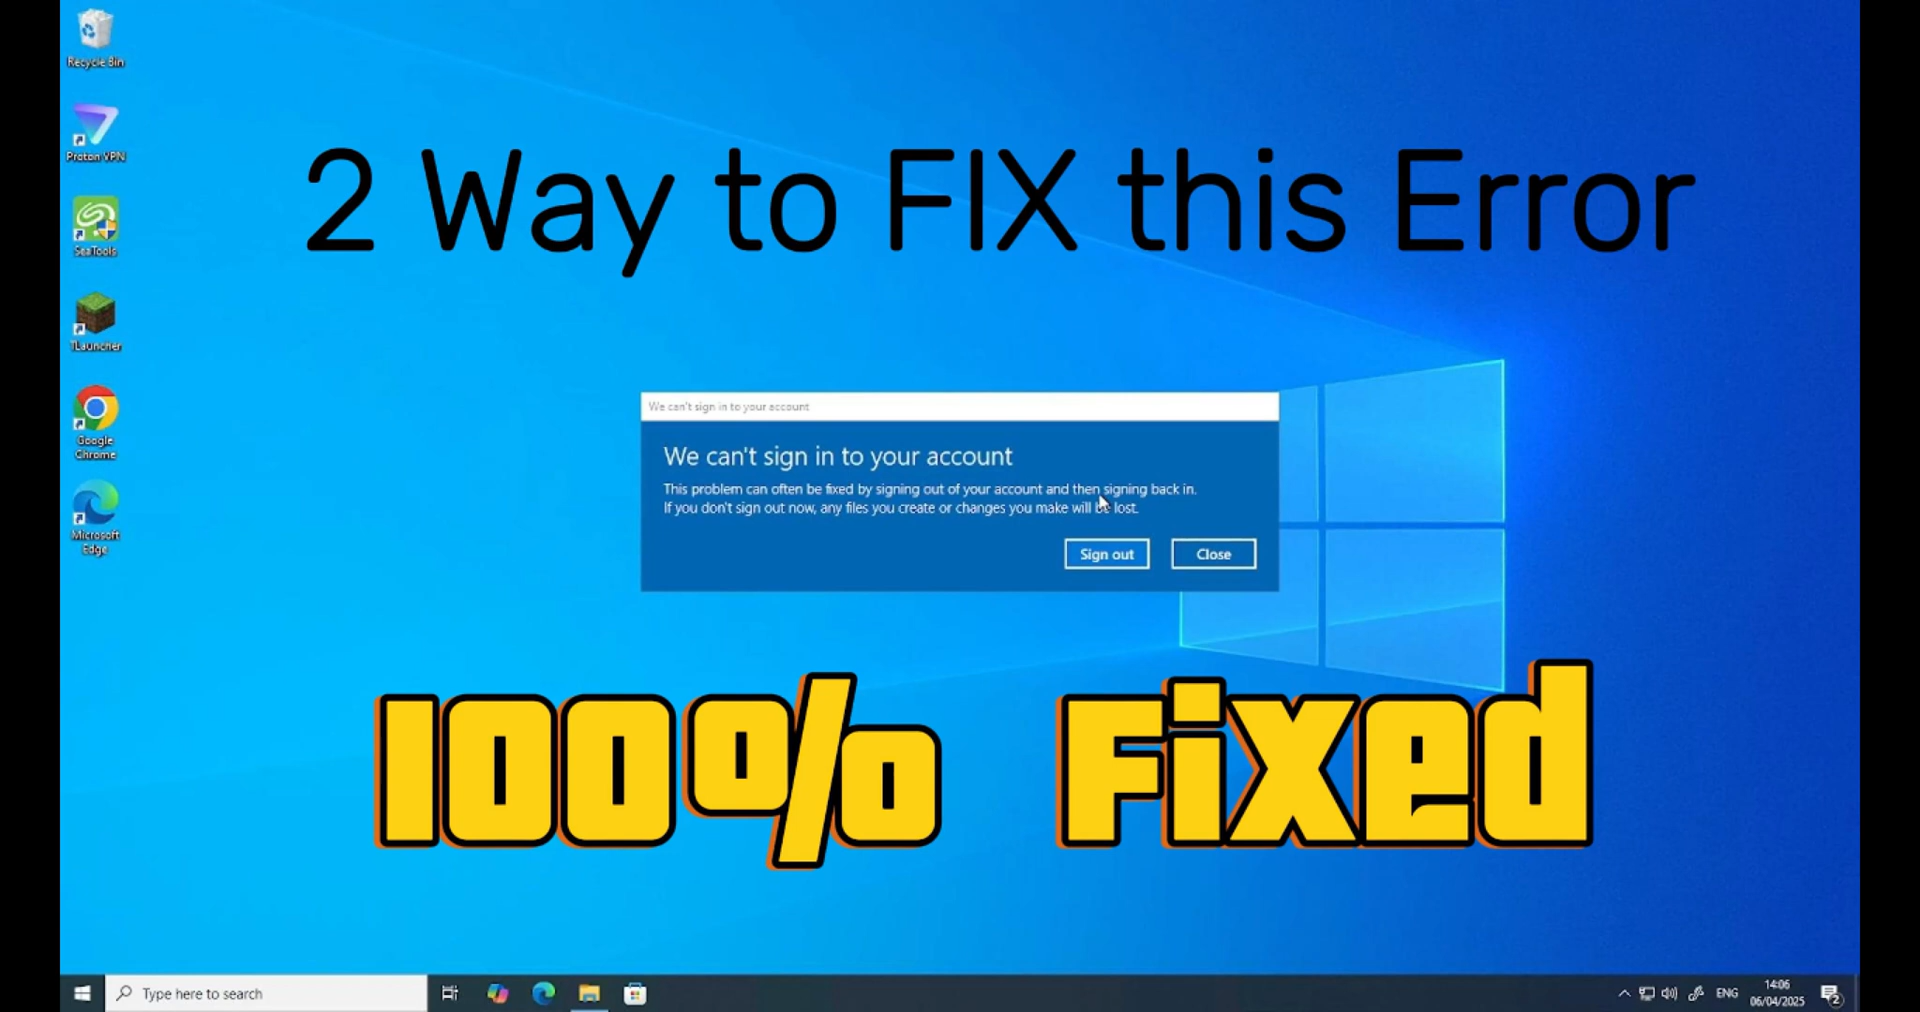 Recycle Bin
Proton VPN
SeaTools
TLauncher
Google
Chrome
Microsoft
Edge
2 Way to FIX this Error
We can't sign in to your account
We can't sign in to your account
This problem can often be fixed by signing out of your account and then signing back in.
If you don't sign out now, any files you create or changes you make will be lost.
Sign out
Close
100% Fixed
Type here to search
ENG
14:06
06/04/2025
2